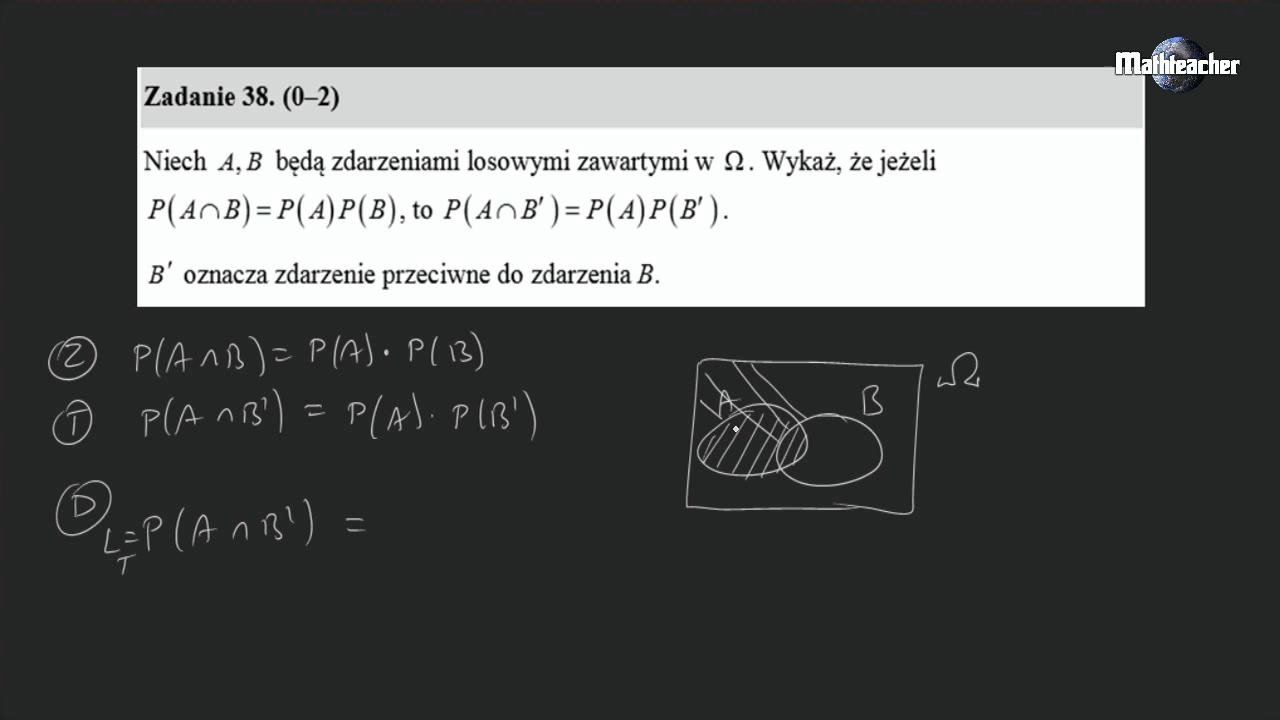 Mathteacher
Zadanie 38. (0–2)
Niech A, B będą zdarzeniami losowymi zawartymi w Ω. Wykaż, że jeżeli
P(A∩B)=P(A)P(B), to P(A∩B′)=P(A)P(B′).
B′ oznacza zdarzenie przeciwne do zdarzenia B.
Z P(A∩B) = P(A) · P(B)
T P(A∩B') = P(A) · P(B')
D
L_T = P(A∩B') =
A B Ω